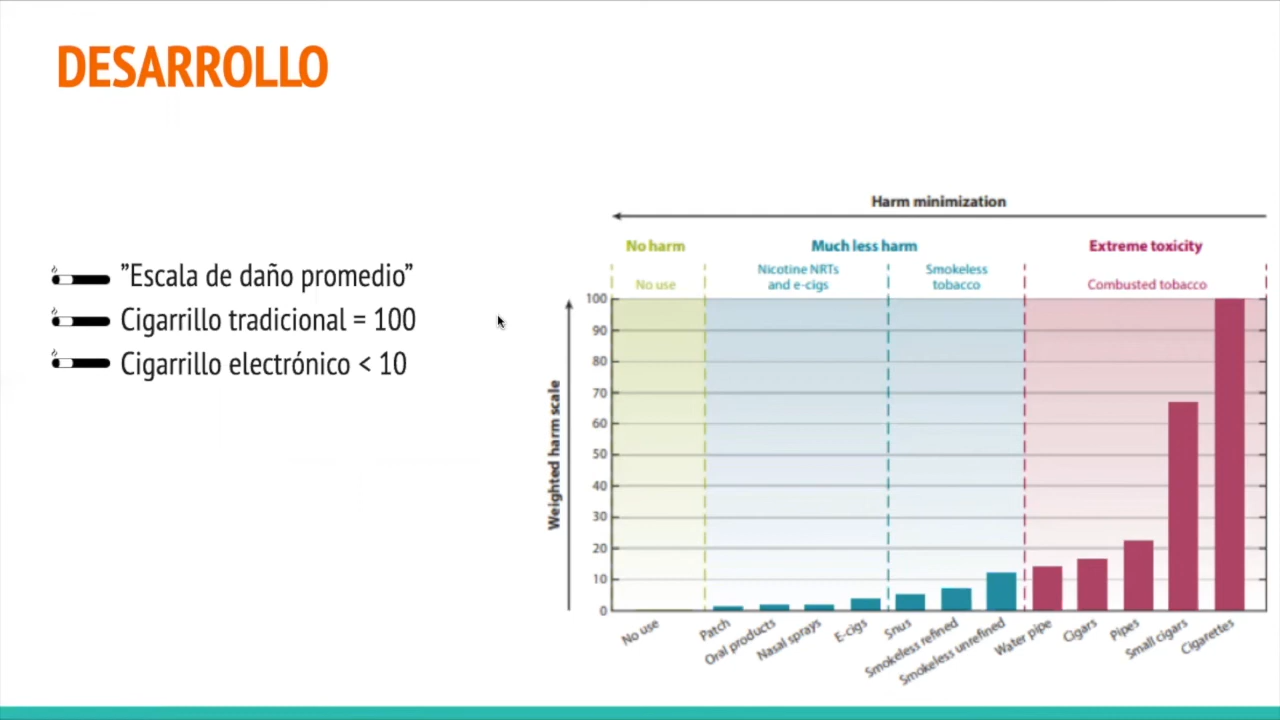 DESARROLLO
”Escala de daño promedio”
Cigarrillo tradicional = 100
Cigarrillo electrónico < 10
Harm minimization
No harm
Much less harm
Extreme toxicity
No use
Nicotine NRTs
and e-cigs
Smokeless
tobacco
Combusted tobacco
Weighted harm scale
100
90
80
70
60
50
40
30
20
10
0
No use
Patch
Oral products
Nasal sprays
E-cigs
Snus
Smokeless refined
Smokeless unrefined
Water pipe
Cigars
Pipes
Small cigars
Cigarettes